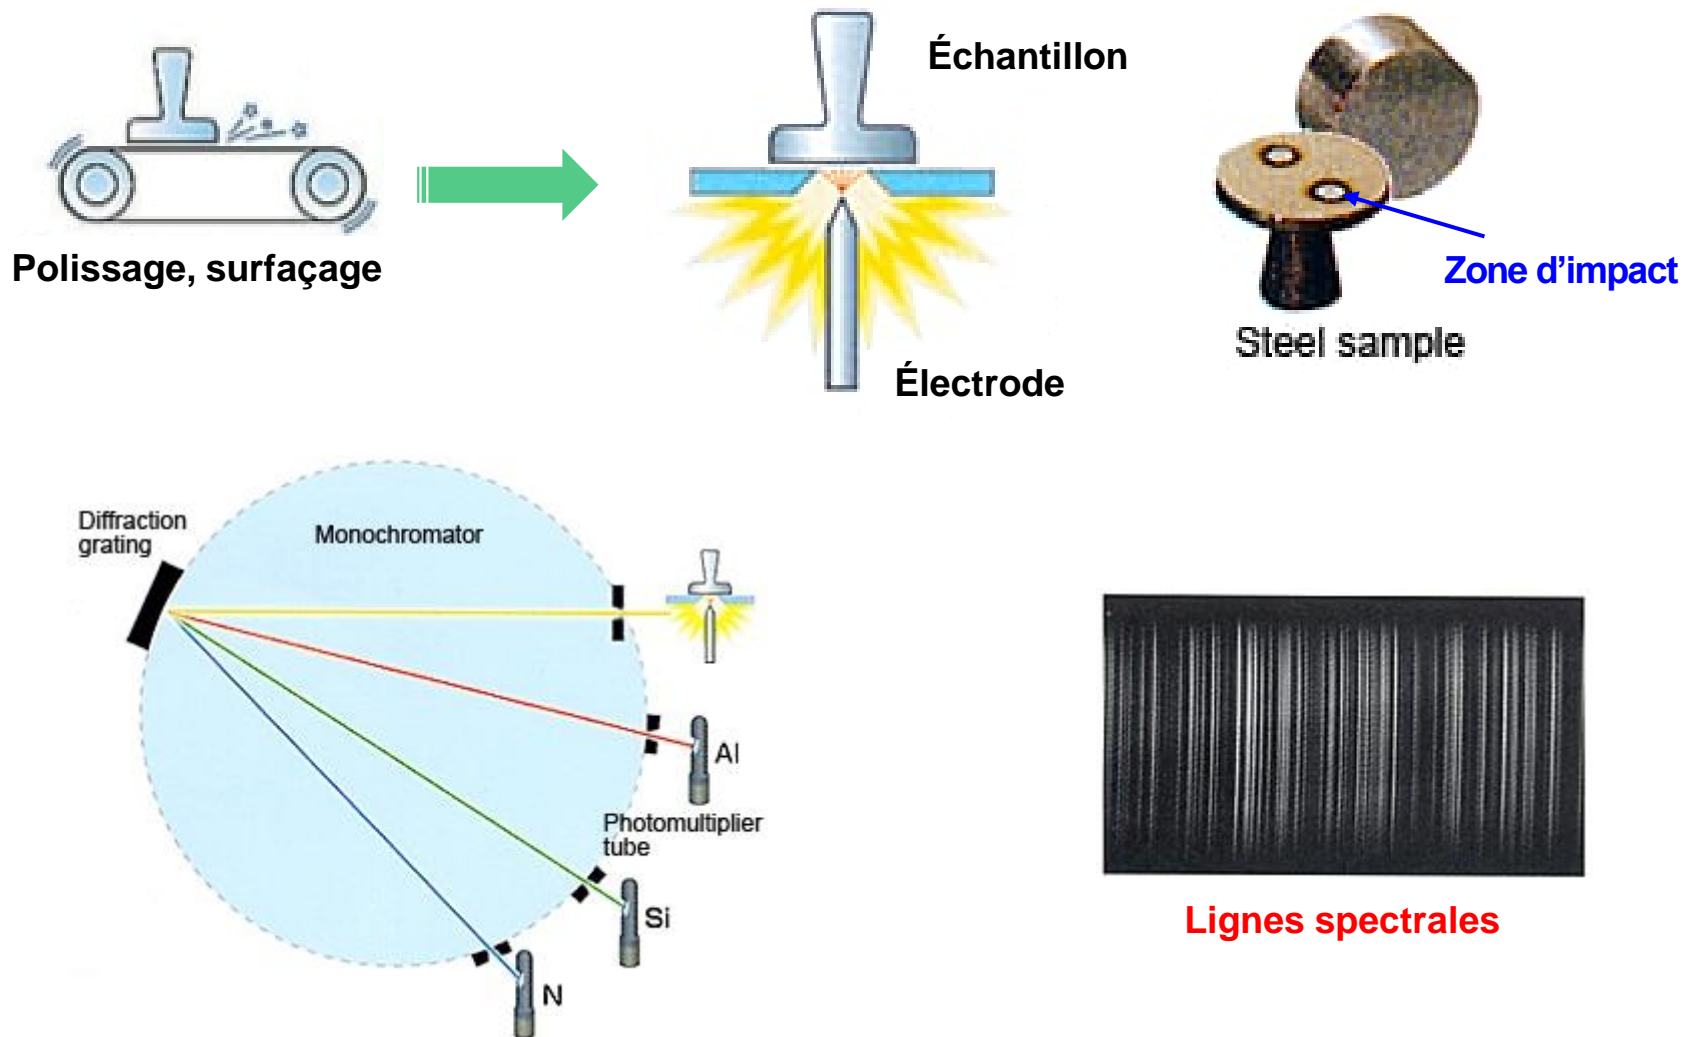 Échantillon
Polissage, surfaçage
Zone d'impact
Steel sample
Électrode
Diffraction
grating
Monochromator
Al
Photomultiplier
tube
Si
N
Lignes spectrales